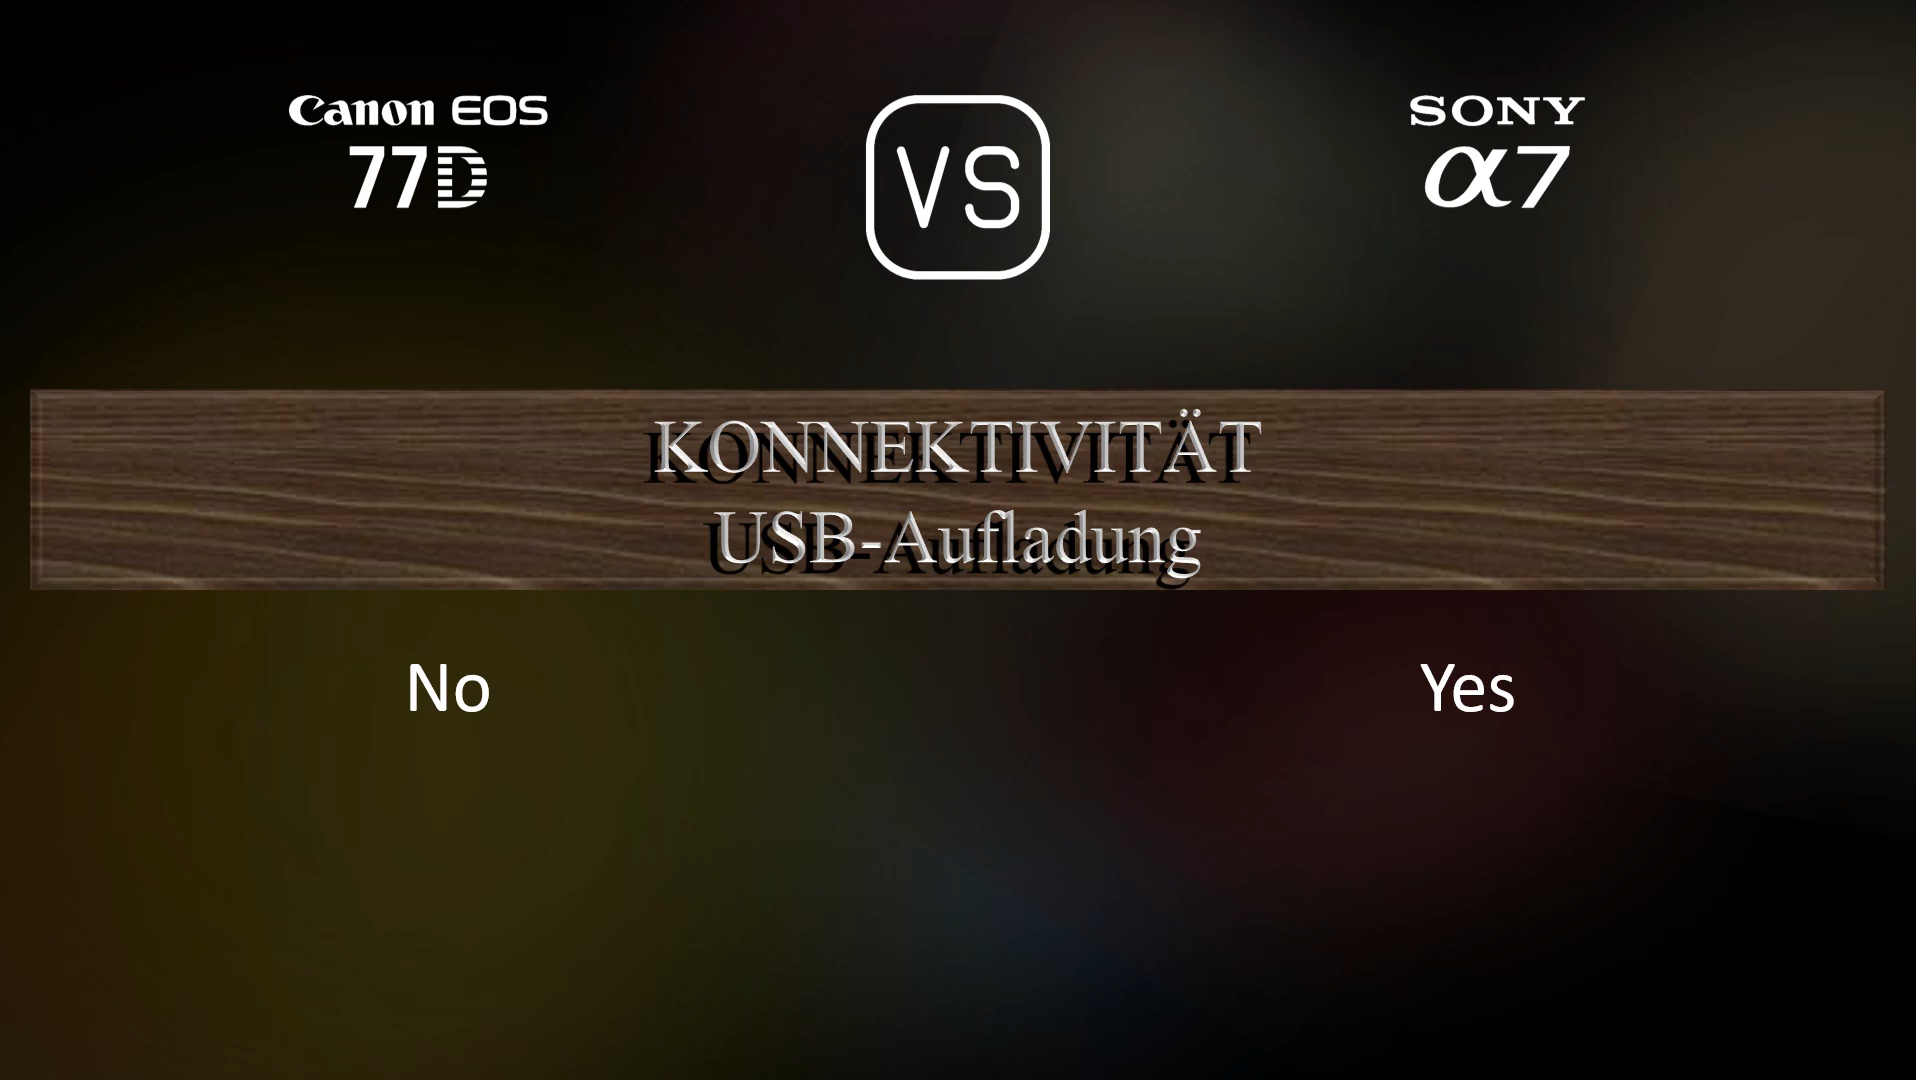 Canon EOS
77D
VS
SONY
α7
KONNEKTIVITÄT
USB-Aufladung
No
Yes